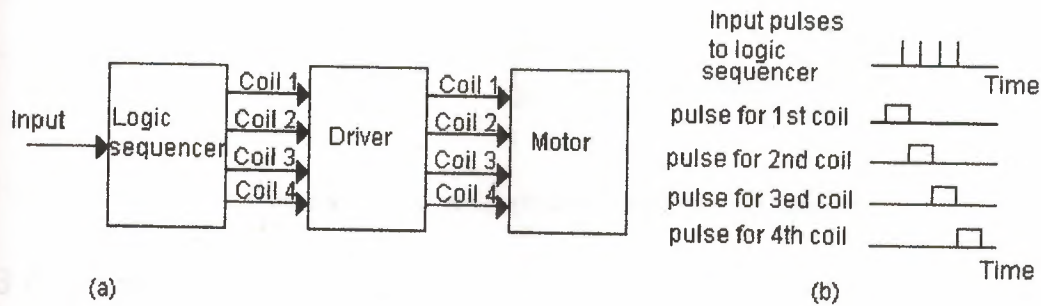 Input
Logic
sequencer
Coil 1
Coil 2
Coil 3
Coil 4
Driver
Coil 1
Coil 2
Coil 3
Coil 4
Motor
(a)
Input pulses
to logic
sequencer
Time
pulse for 1st coil
pulse for 2nd coil
pulse for 3ed coil
pulse for 4th coil
Time
(b)